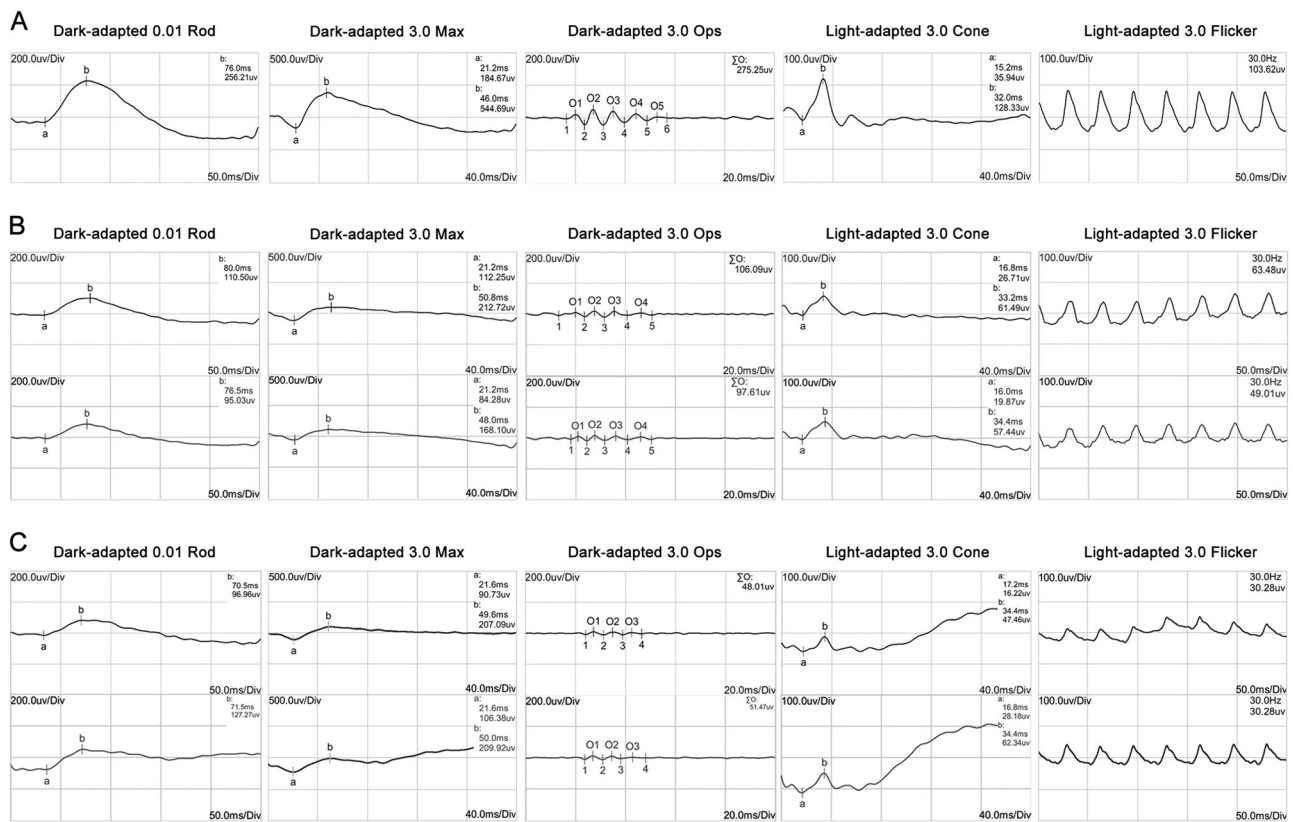 A
Dark-adapted 0.01 Rod
Dark-adapted 3.0 Max
Dark-adapted 3.0 Ops
Light-adapted 3.0 Cone
Light-adapted 3.0 Flicker
200.0uv/Div
b:
76.0ms
256.21uv
b
a
50.0ms/Div
500.0uv/Div
a:
21.2ms
184.67uv
b:
46.0ms
544.69uv
b
a
40.0ms/Div
200.0uv/Div
∑O:
275.25uv
O1 O2 O3 O4 O5
1 2 3 4 5 6
20.0ms/Div
100.0uv/Div
a:
15.2ms
35.94uv
b:
32.0ms
128.33uv
b
a
40.0ms/Div
100.0uv/Div
30.0Hz
103.62uv
50.0ms/Div
B
Dark-adapted 0.01 Rod
Dark-adapted 3.0 Max
Dark-adapted 3.0 Ops
Light-adapted 3.0 Cone
Light-adapted 3.0 Flicker
200.0uv/Div
b:
80.0ms
110.50uv
b
a
50.0ms/Div
500.0uv/Div
a:
21.2ms
112.25uv
b:
50.8ms
212.72uv
b
a
40.0ms/Div
200.0uv/Div
∑O:
106.09uv
O1 O2 O3 O4
1 2 3 4 5
20.0ms/Div
100.0uv/Div
a:
16.8ms
26.71uv
b:
33.2ms
61.49uv
b
a
40.0ms/Div
100.0uv/Div
30.0Hz
63.48uv
50.0ms/Div
200.0uv/Div
b:
76.5ms
95.03uv
b
a
50.0ms/Div
500.0uv/Div
a:
21.2ms
84.28uv
b:
48.0ms
168.10uv
b
a
40.0ms/Div
200.0uv/Div
∑O:
97.61uv
O1 O2 O3 O4
1 2 3 4 5
20.0ms/Div
100.0uv/Div
a:
16.0ms
19.87uv
b:
34.4ms
57.44uv
b
a
40.0ms/Div
100.0uv/Div
30.0Hz
49.01uv
50.0ms/Div
C
Dark-adapted 0.01 Rod
Dark-adapted 3.0 Max
Dark-adapted 3.0 Ops
Light-adapted 3.0 Cone
Light-adapted 3.0 Flicker
200.0uv/Div
b:
70.5ms
96.96uv
b
a
50.0ms/Div
500.0uv/Div
a:
21.6ms
90.73uv
b:
49.6ms
207.09uv
b
a
40.0ms/Div
200.0uv/Div
∑O:
48.01uv
O1 O2 O3
1 2 3 4
20.0ms/Div
100.0uv/Div
a:
17.2ms
16.22uv
b:
34.4ms
47.46uv
b
a
40.0ms/Div
100.0uv/Div
30.0Hz
30.28uv
50.0ms/Div
200.0uv/Div
b:
71.5ms
127.27uv
b
a
50.0ms/Div
500.0uv/Div
a:
21.6ms
106.38uv
b:
50.0ms
209.92uv
b
a
40.0ms/Div
200.0uv/Div
∑O:
51.47uv
O1 O2 O3
1 2 3 4
20.0ms/Div
100.0uv/Div
a:
16.8ms
28.18uv
b:
34.4ms
62.34uv
b
a
40.0ms/Div
100.0uv/Div
30.0Hz
30.28uv
50.0ms/Div